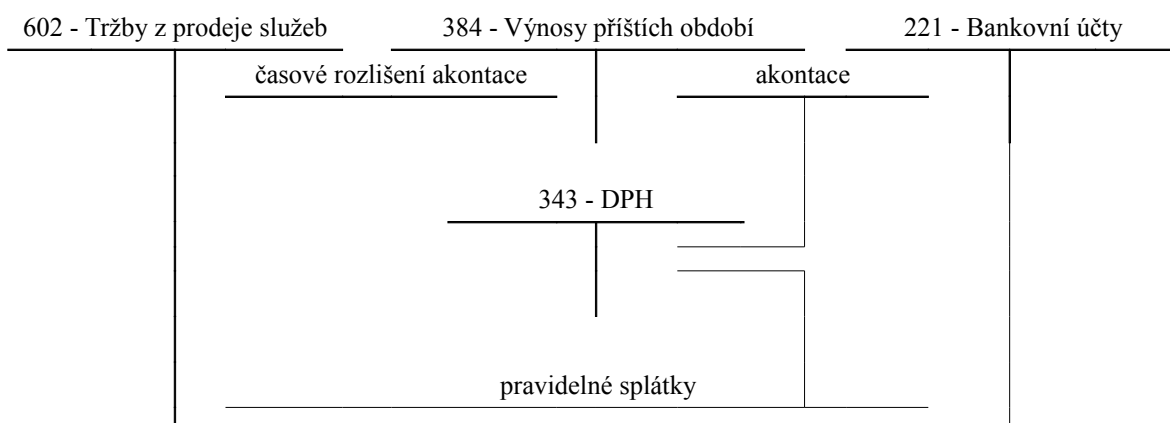 602 - Tržby z prodeje služeb 384 - Výnosy příštích období 221 - Bankovní účty
časové rozlišení akontace akontace
343 - DPH
pravidelné splátky